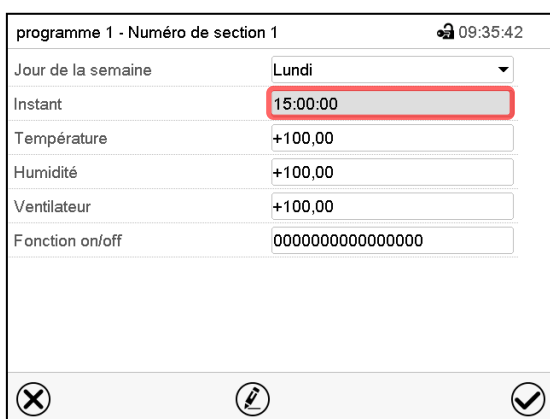 programme 1 - Numéro de section 1 09:35:42
Jour de la semaine Lundi
Instant 15:00:00
Température +100,00
Humidité +100,00
Ventilateur +100,00
Fonction on/off 0000000000000000